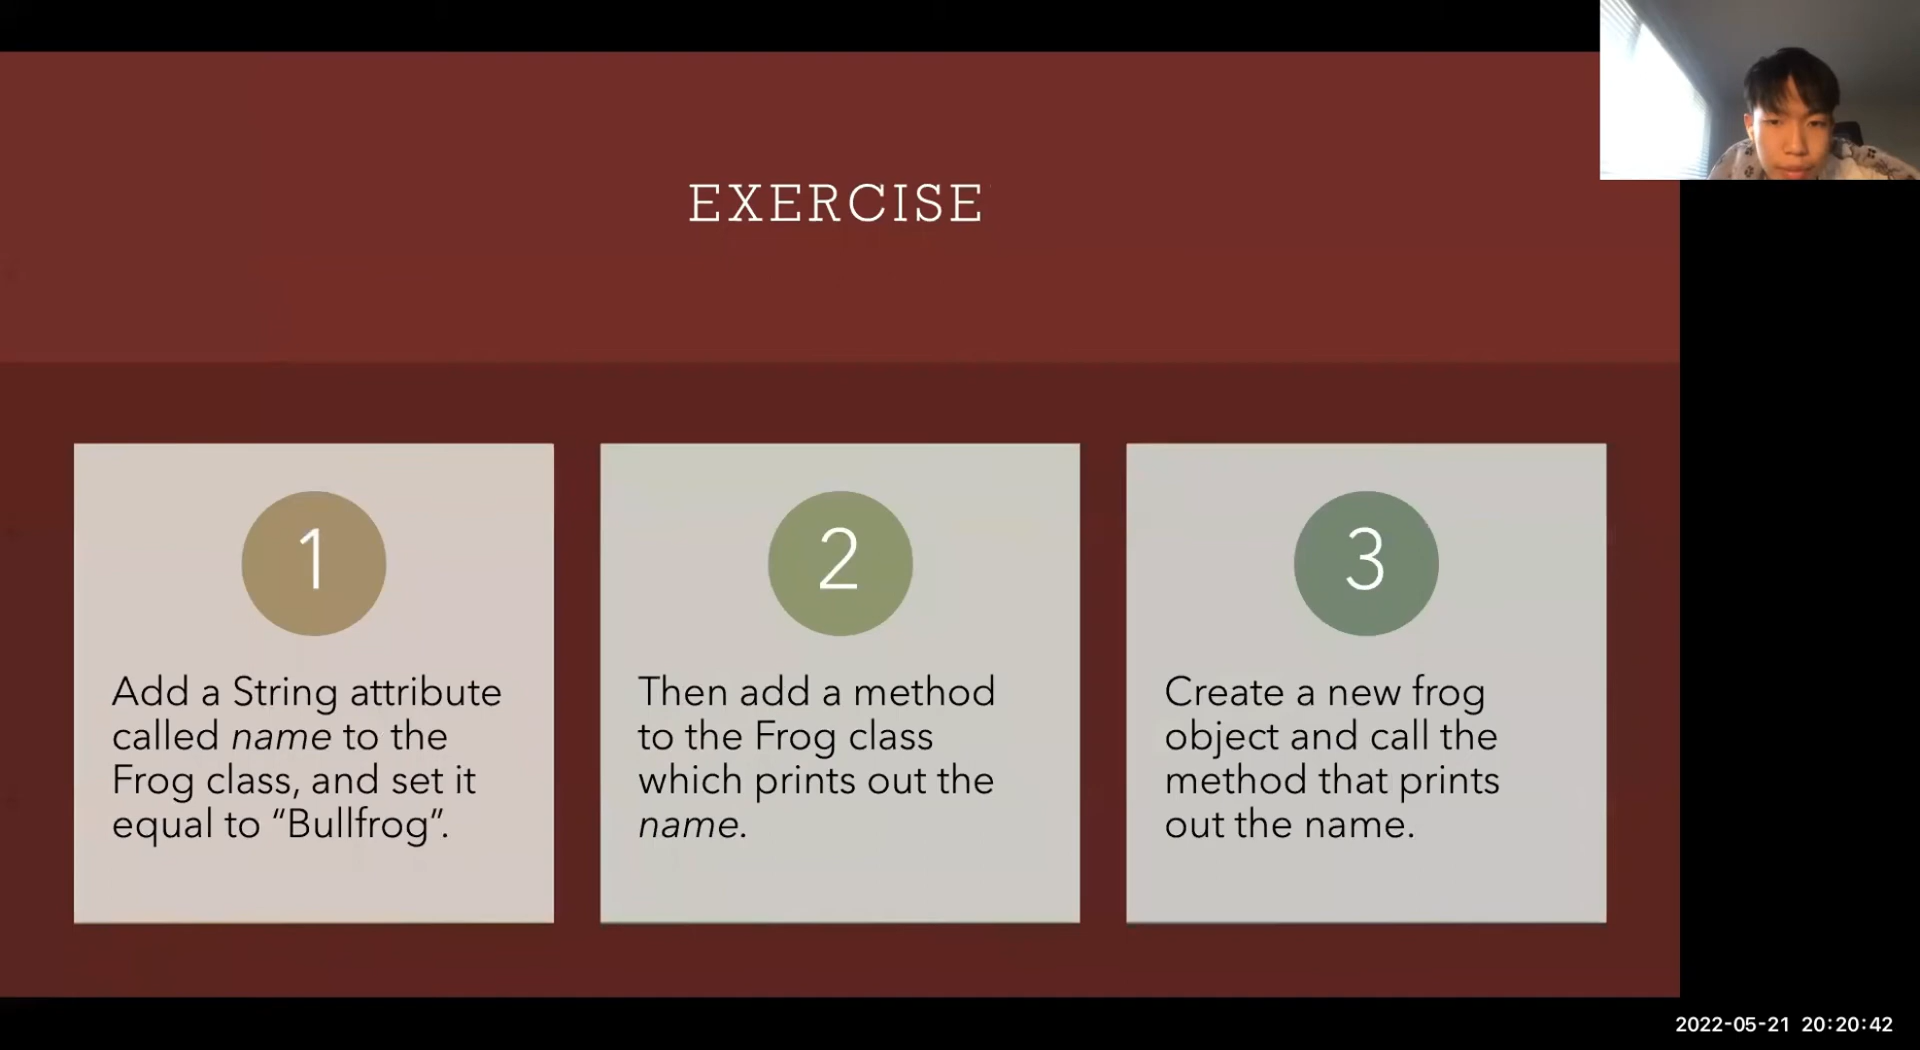 EXERCISE
1
Add a String attribute
called name to the
Frog class, and set it
equal to “Bullfrog”.
2
Then add a method
to the Frog class
which prints out the
name.
3
Create a new frog
object and call the
method that prints
out the name.
2022-05-21 20:20:42